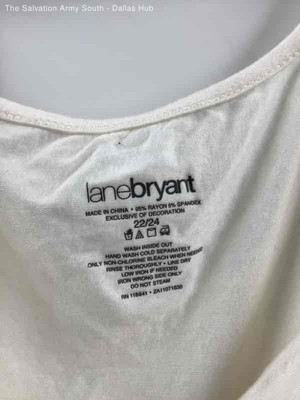 The Salvation Army South - Dallas Hub
lanebryant
MADE IN CHINA • 95% RAYON 5% SPANDEX
EXCLUSIVE OF DECORATION
22/24
WASH INSIDE OUT
HAND WASH COLD SEPARATELY
ONLY NON-CHLORINE BLEACH WHEN NEEDED
RINSE THOROUGHLY • LINE DRY
LOW IRON IF NEEDED
IRON WRONG SIDE ONLY
DO NOT STEAM